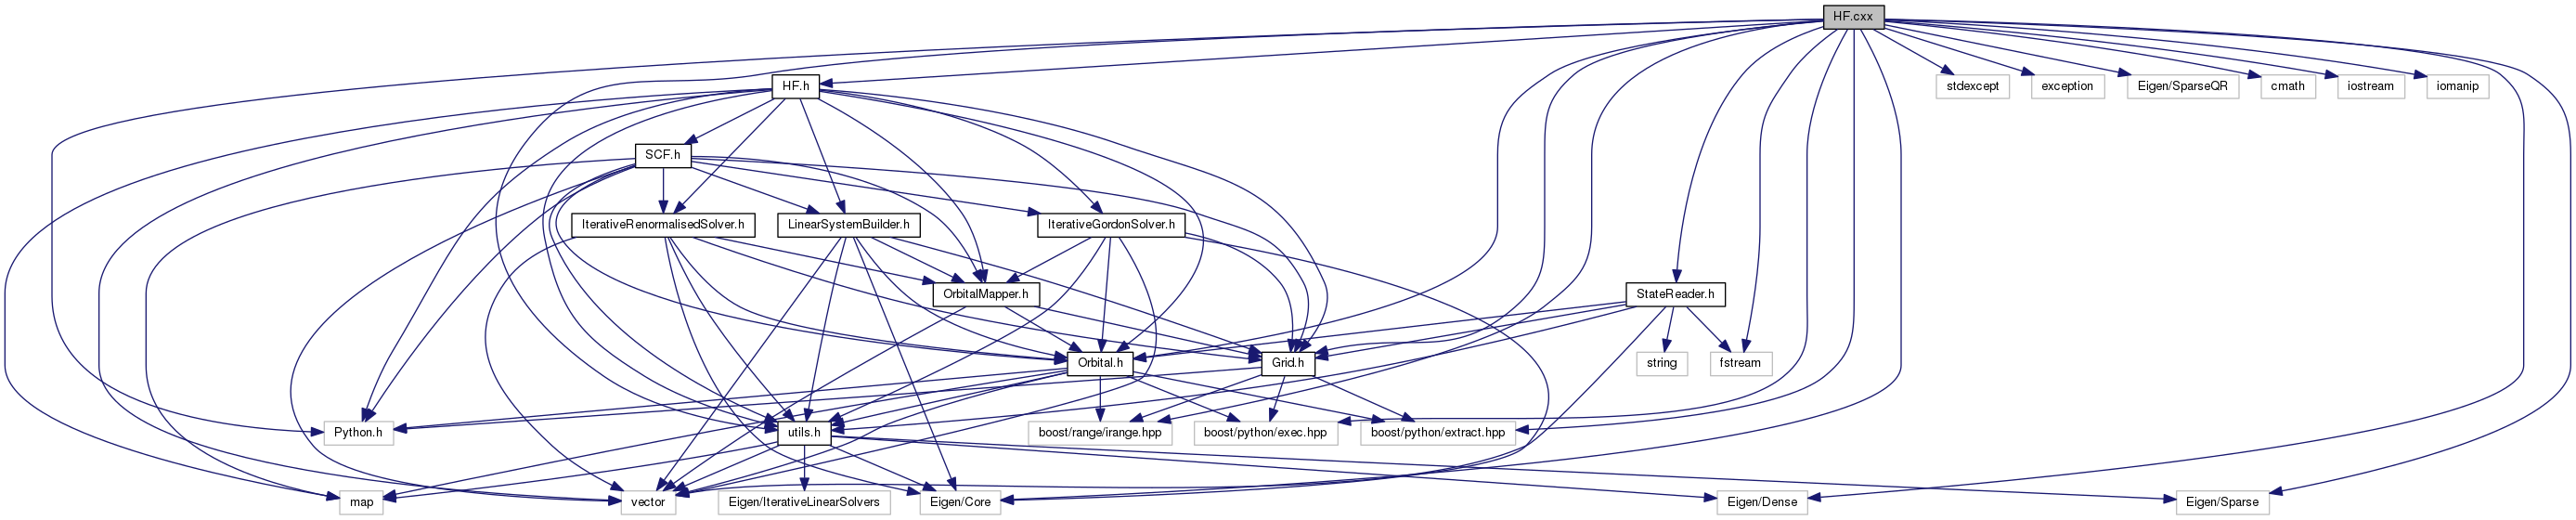 HF.cxx
HF.h
stdexcept
exception
Eigen/SparseQR
cmath
iostream
iomanip
SCF.h
IterativeRenormalisedSolver.h
LinearSystemBuilder.h
IterativeGordonSolver.h
OrbitalMapper.h
StateReader.h
Orbital.h
Grid.h
string
fstream
Python.h
utils.h
boost/range/irange.hpp
boost/python/exec.hpp
boost/python/extract.hpp
map
vector
Eigen/IterativeLinearSolvers
Eigen/Core
Eigen/Dense
Eigen/Sparse